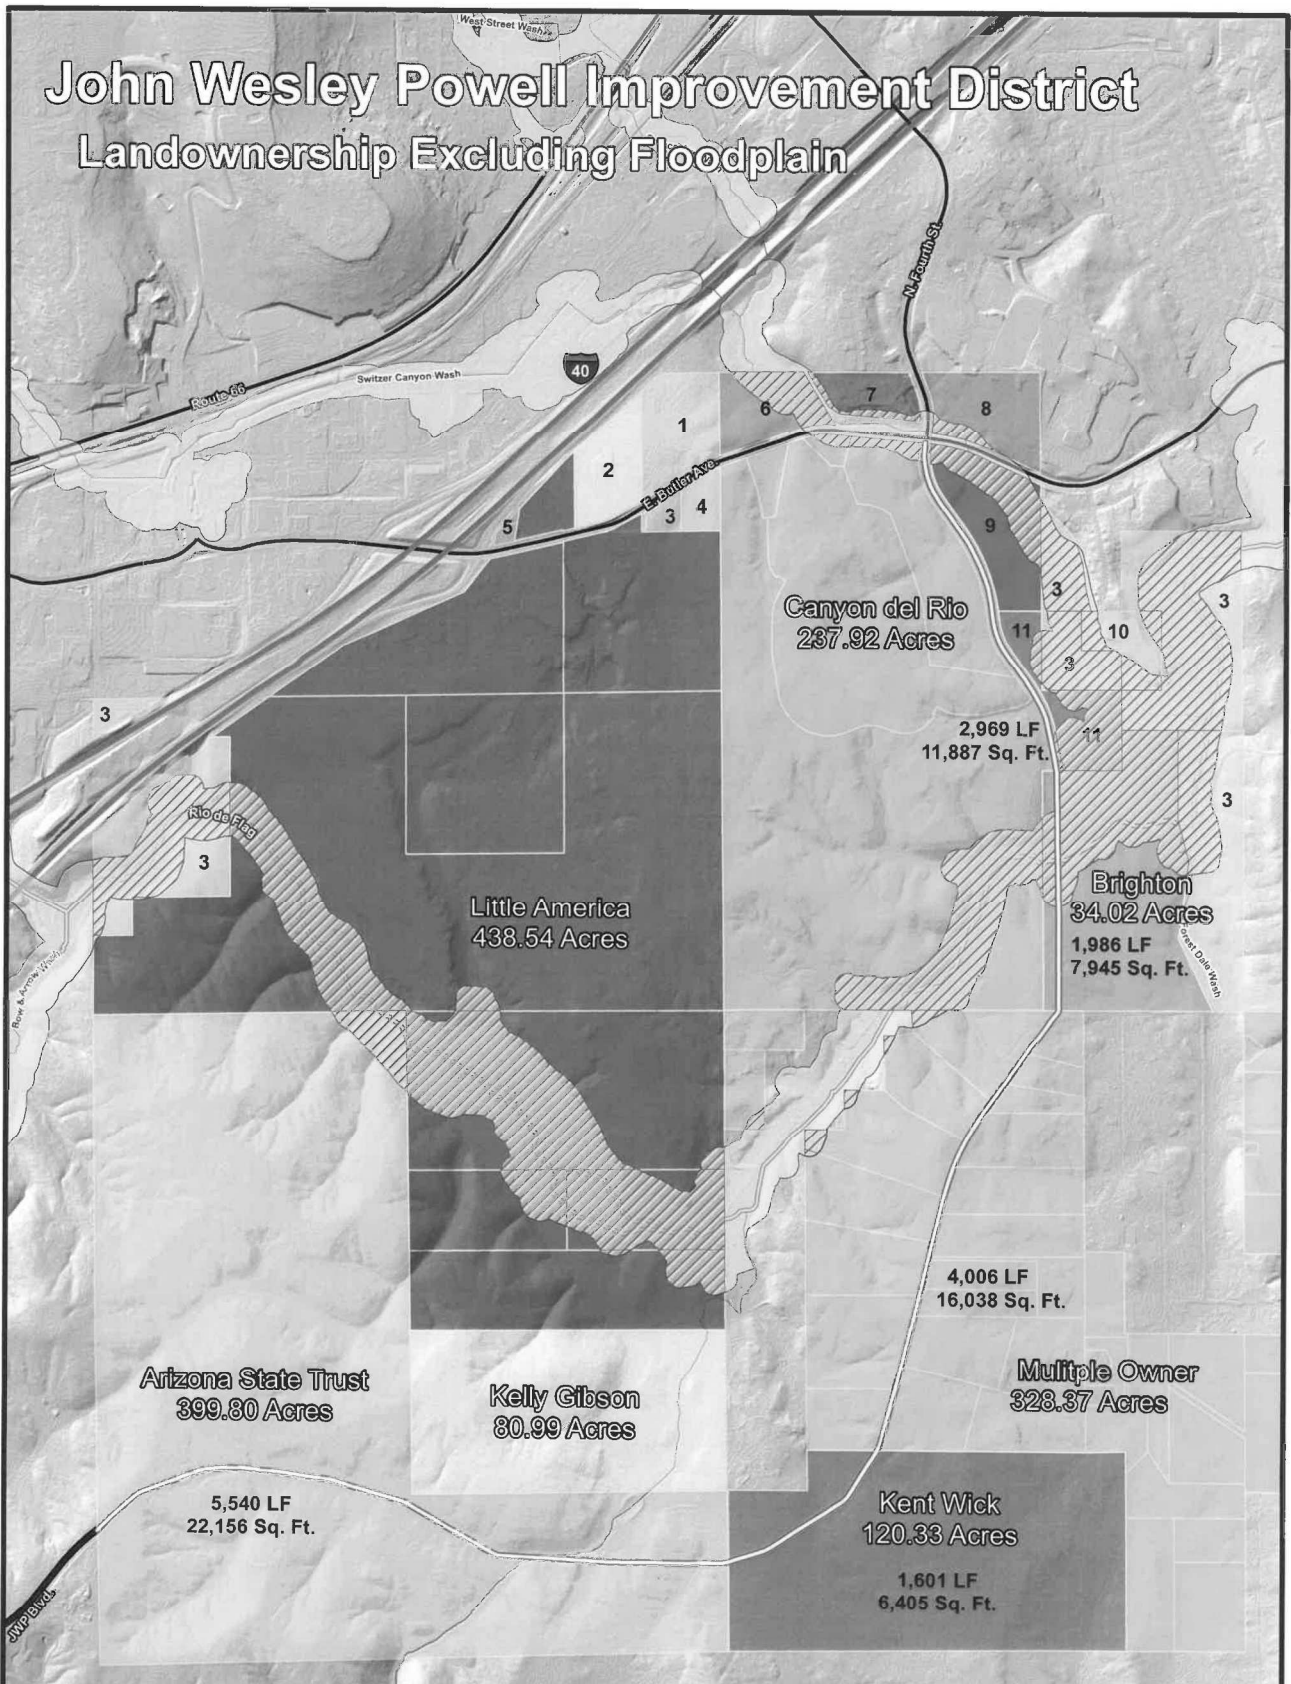 West Street Wash
John Wesley Powell Improvement District
Landownership Excluding Floodplain
N. Fourth St.
40
Switzer Canyon Wash
Route 66
1
2
3
4
5
6
7
8
E. Butler Ave.
9
3
3
10
11
Canyon del Rio
237.92 Acres
3
3
2,969 LF
11,887 Sq. Ft.
11
3
Rio de Flag
3
Little America
438.54 Acres
Brighton
34.02 Acres
1,986 LF
7,945 Sq. Ft.
Forest Dale Wash
Bow & Arrow Wash
4,006 LF
16,038 Sq. Ft.
Arizona State Trust
399.80 Acres
Kelly Gibson
80.99 Acres
Mulitple Owner
328.37 Acres
5,540 LF
22,156 Sq. Ft.
Kent Wick
120.33 Acres
1,601 LF
6,405 Sq. Ft.
JWP Blvd.